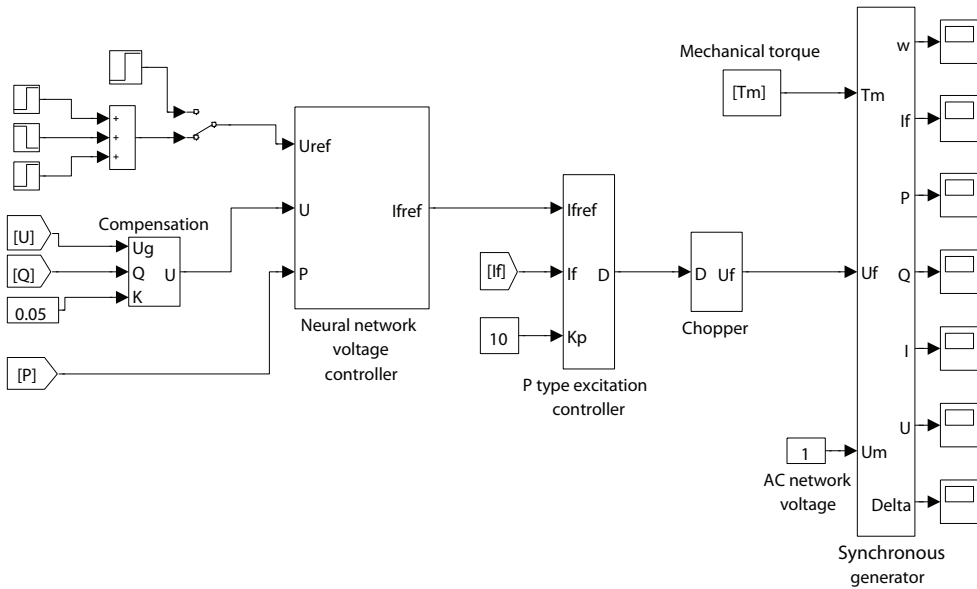 Mechanical torque
[Tm]
w
Tm
If
P
Q
I
U
Delta
Uf
Um
Synchronous
generator
+
+
+
Uref
U
P
Ifref
Neural network
voltage
controller
Compensation
[U]
[Q]
0.05
Ug
Q
K
U
[P]
Ifref
If
Kp
D
[If]
10
P type excitation
controller
D
Uf
Chopper
1
AC network
voltage